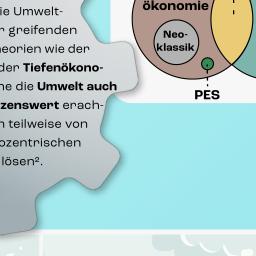 ie Umwelt-
r greifenden
heorien wie der
der Tiefenökono-
ne die Umwelt auch
zenswert erach-
n teilweise von
ozentrischen
lösen².
ökonomie
Neo-
klassik
PES